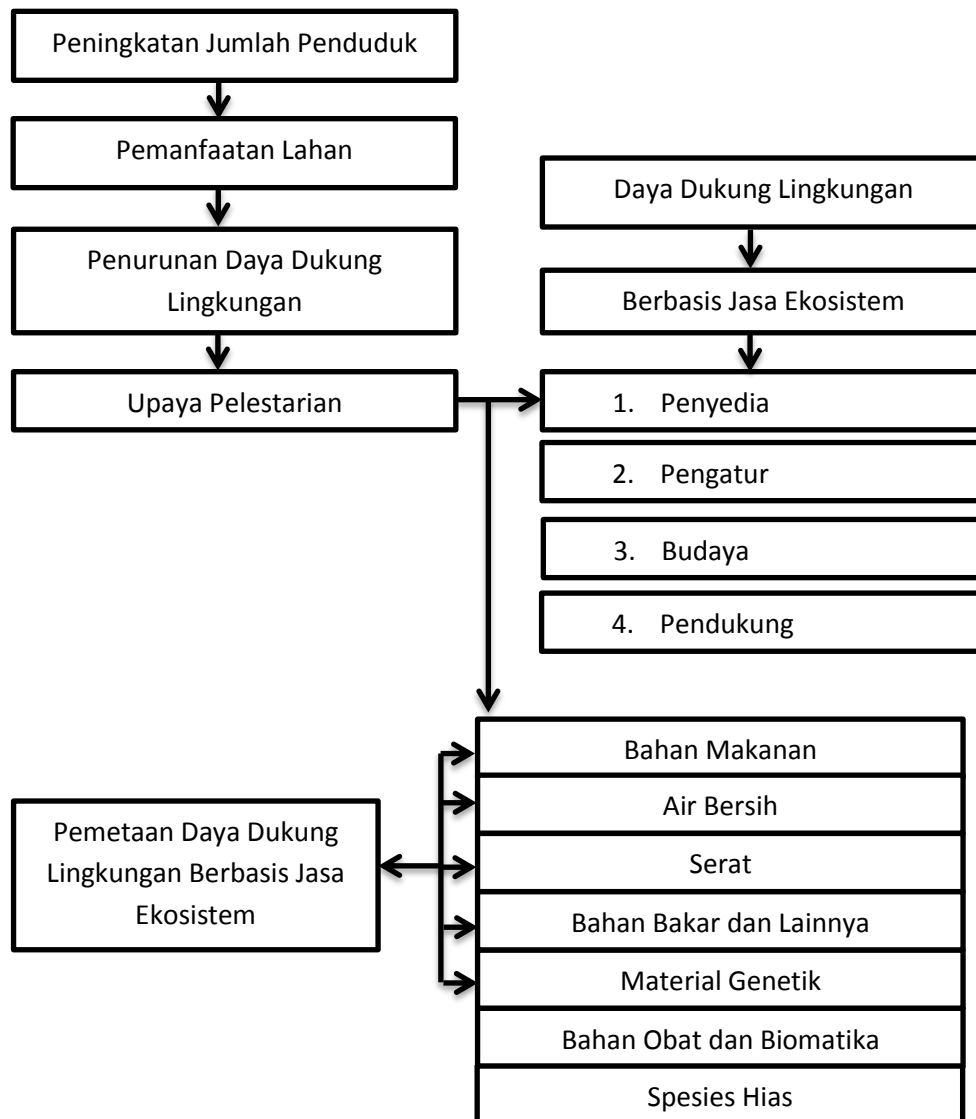 Peningkatan Jumlah Penduduk
Pemanfaatan Lahan
Penurunan Daya Dukung
Lingkungan
Upaya Pelestarian
Daya Dukung Lingkungan
Berbasis Jasa Ekosistem
1. Penyedia
2. Pengatur
3. Budaya
4. Pendukung
Pemetaan Daya Dukung
Lingkungan Berbasis Jasa
Ekosistem
Bahan Makanan
Air Bersih
Serat
Bahan Bakar dan Lainnya
Material Genetik
Bahan Obat dan Biomatika
Spesies Hias